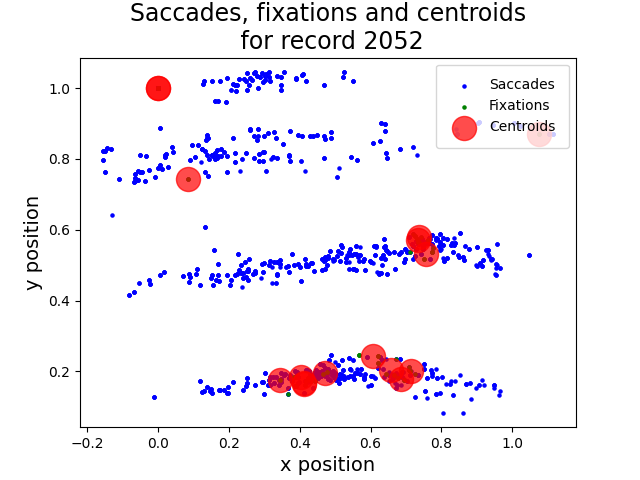 Saccades, fixations and centroids
for record 2052
Saccades
Fixations
Centroids
y position
1.0
0.8
0.6
0.4
0.2
−0.2
0.0
0.2
0.4
0.6
0.8
1.0
x position